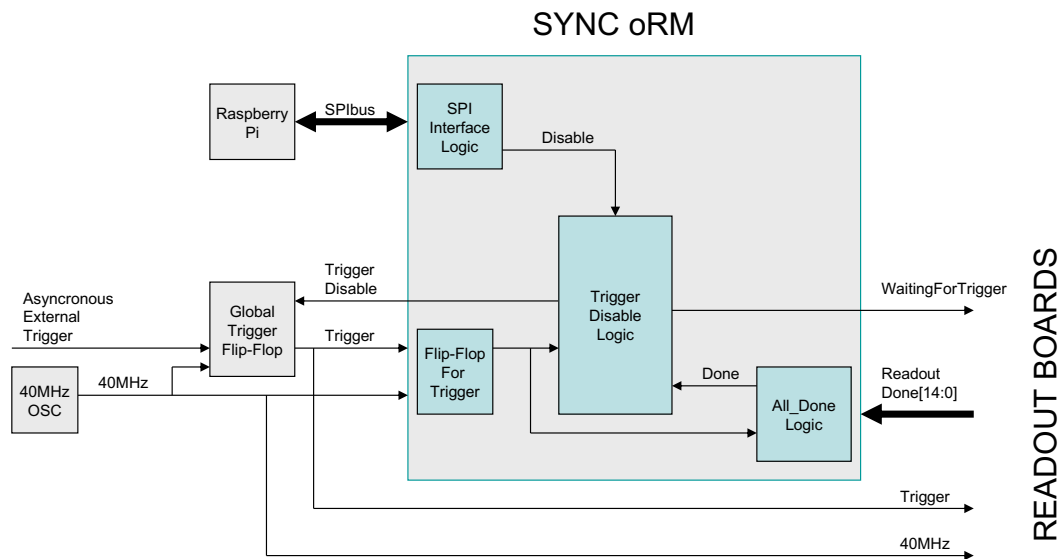 SYNC oRM
Raspberry
Pi
SPIbus
SPI
Interface
Logic
Disable
Trigger
Disable
Asyncronous
External
Trigger
Global
Trigger
Flip-Flop
Trigger
Flip-Flop
For
Trigger
Trigger
Disable
Logic
WaitingForTrigger
40MHz
OSC
40MHz
Done
All_Done
Logic
Readout
Done[14:0]
Trigger
40MHz
READOUT BOARDS